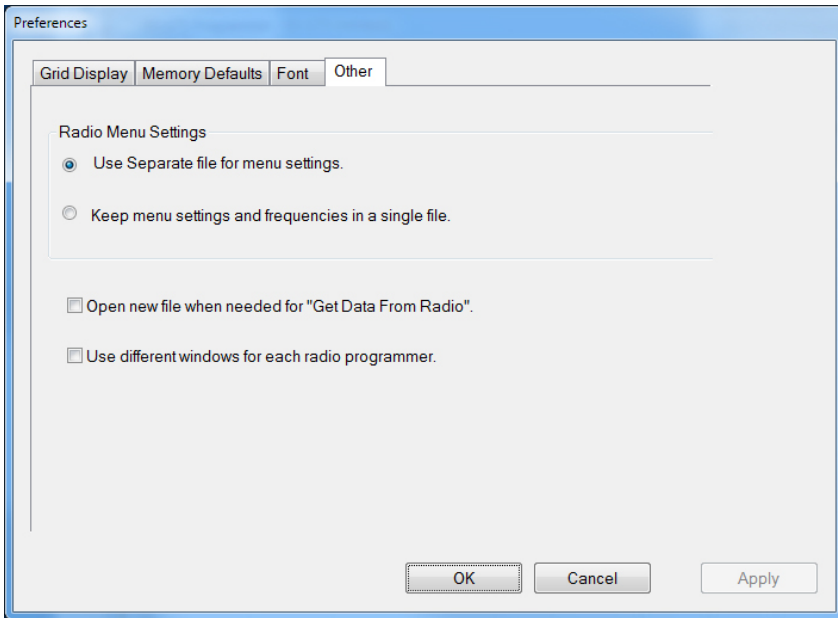 Preferences
Grid Display Memory Defaults Font Other
Radio Menu Settings
Use Separate file for menu settings.
Keep menu settings and frequencies in a single file.
Open new file when needed for "Get Data From Radio".
Use different windows for each radio programmer.
OK Cancel Apply